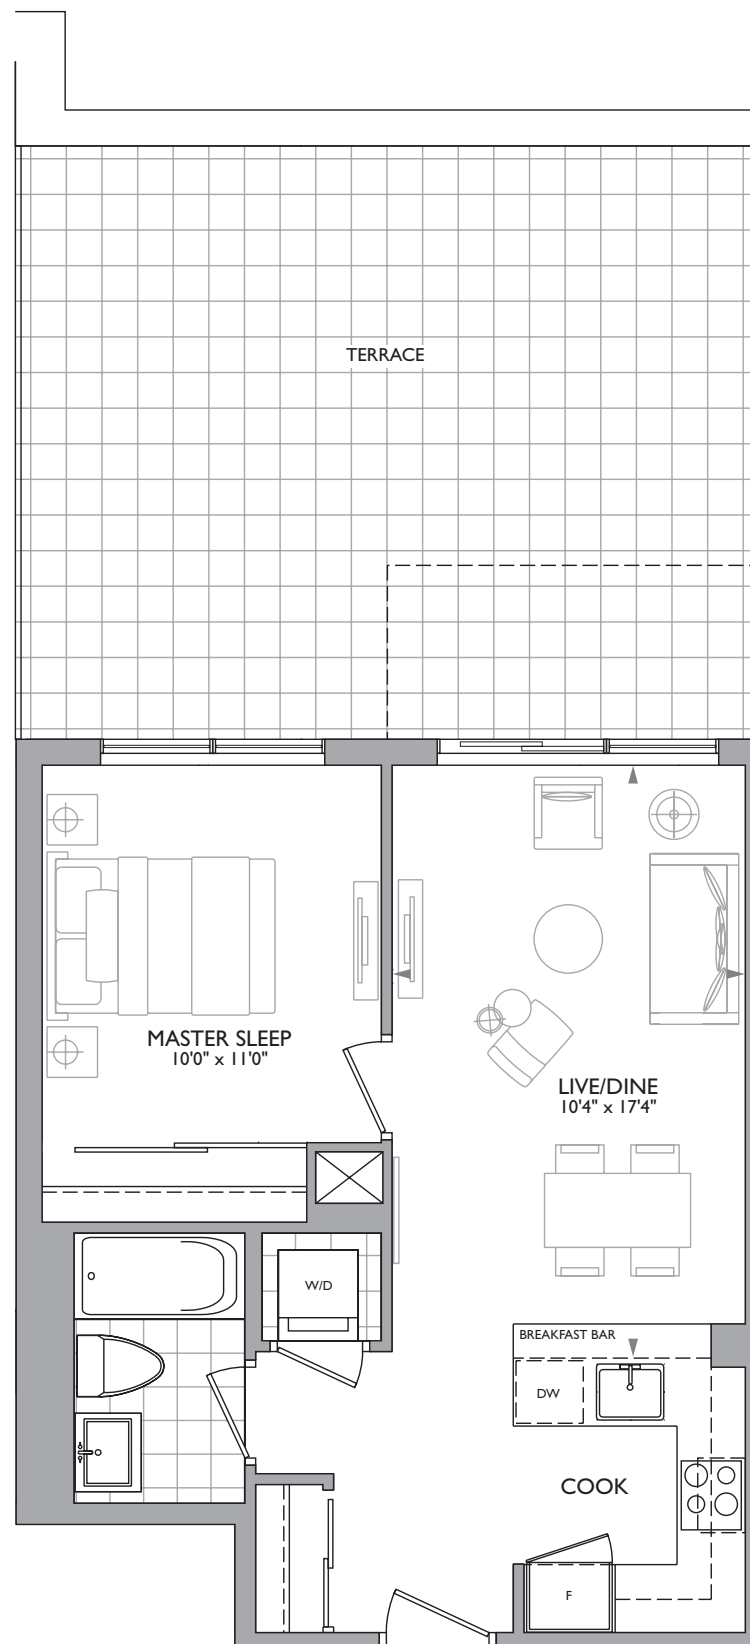 TERRACE
MASTER SLEEP
10'0" x 11'0"
LIVE/DINE
10'4" x 17'4"
W/D
BREAKFAST BAR
DW
COOK
F